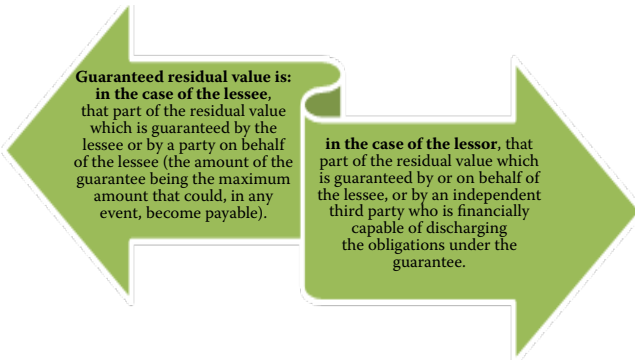 Guaranteed residual value is:
in the case of the lessee,
that part of the residual value
which is guaranteed by the
lessee or by a party on behalf
of the lessee (the amount of the
guarantee being the maximum
amount that could, in any
event, become payable).
in the case of the lessor, that
part of the residual value which
is guaranteed by or on behalf of
the lessee, or by an independent
third party who is financially
capable of discharging
the obligations under the
guarantee.